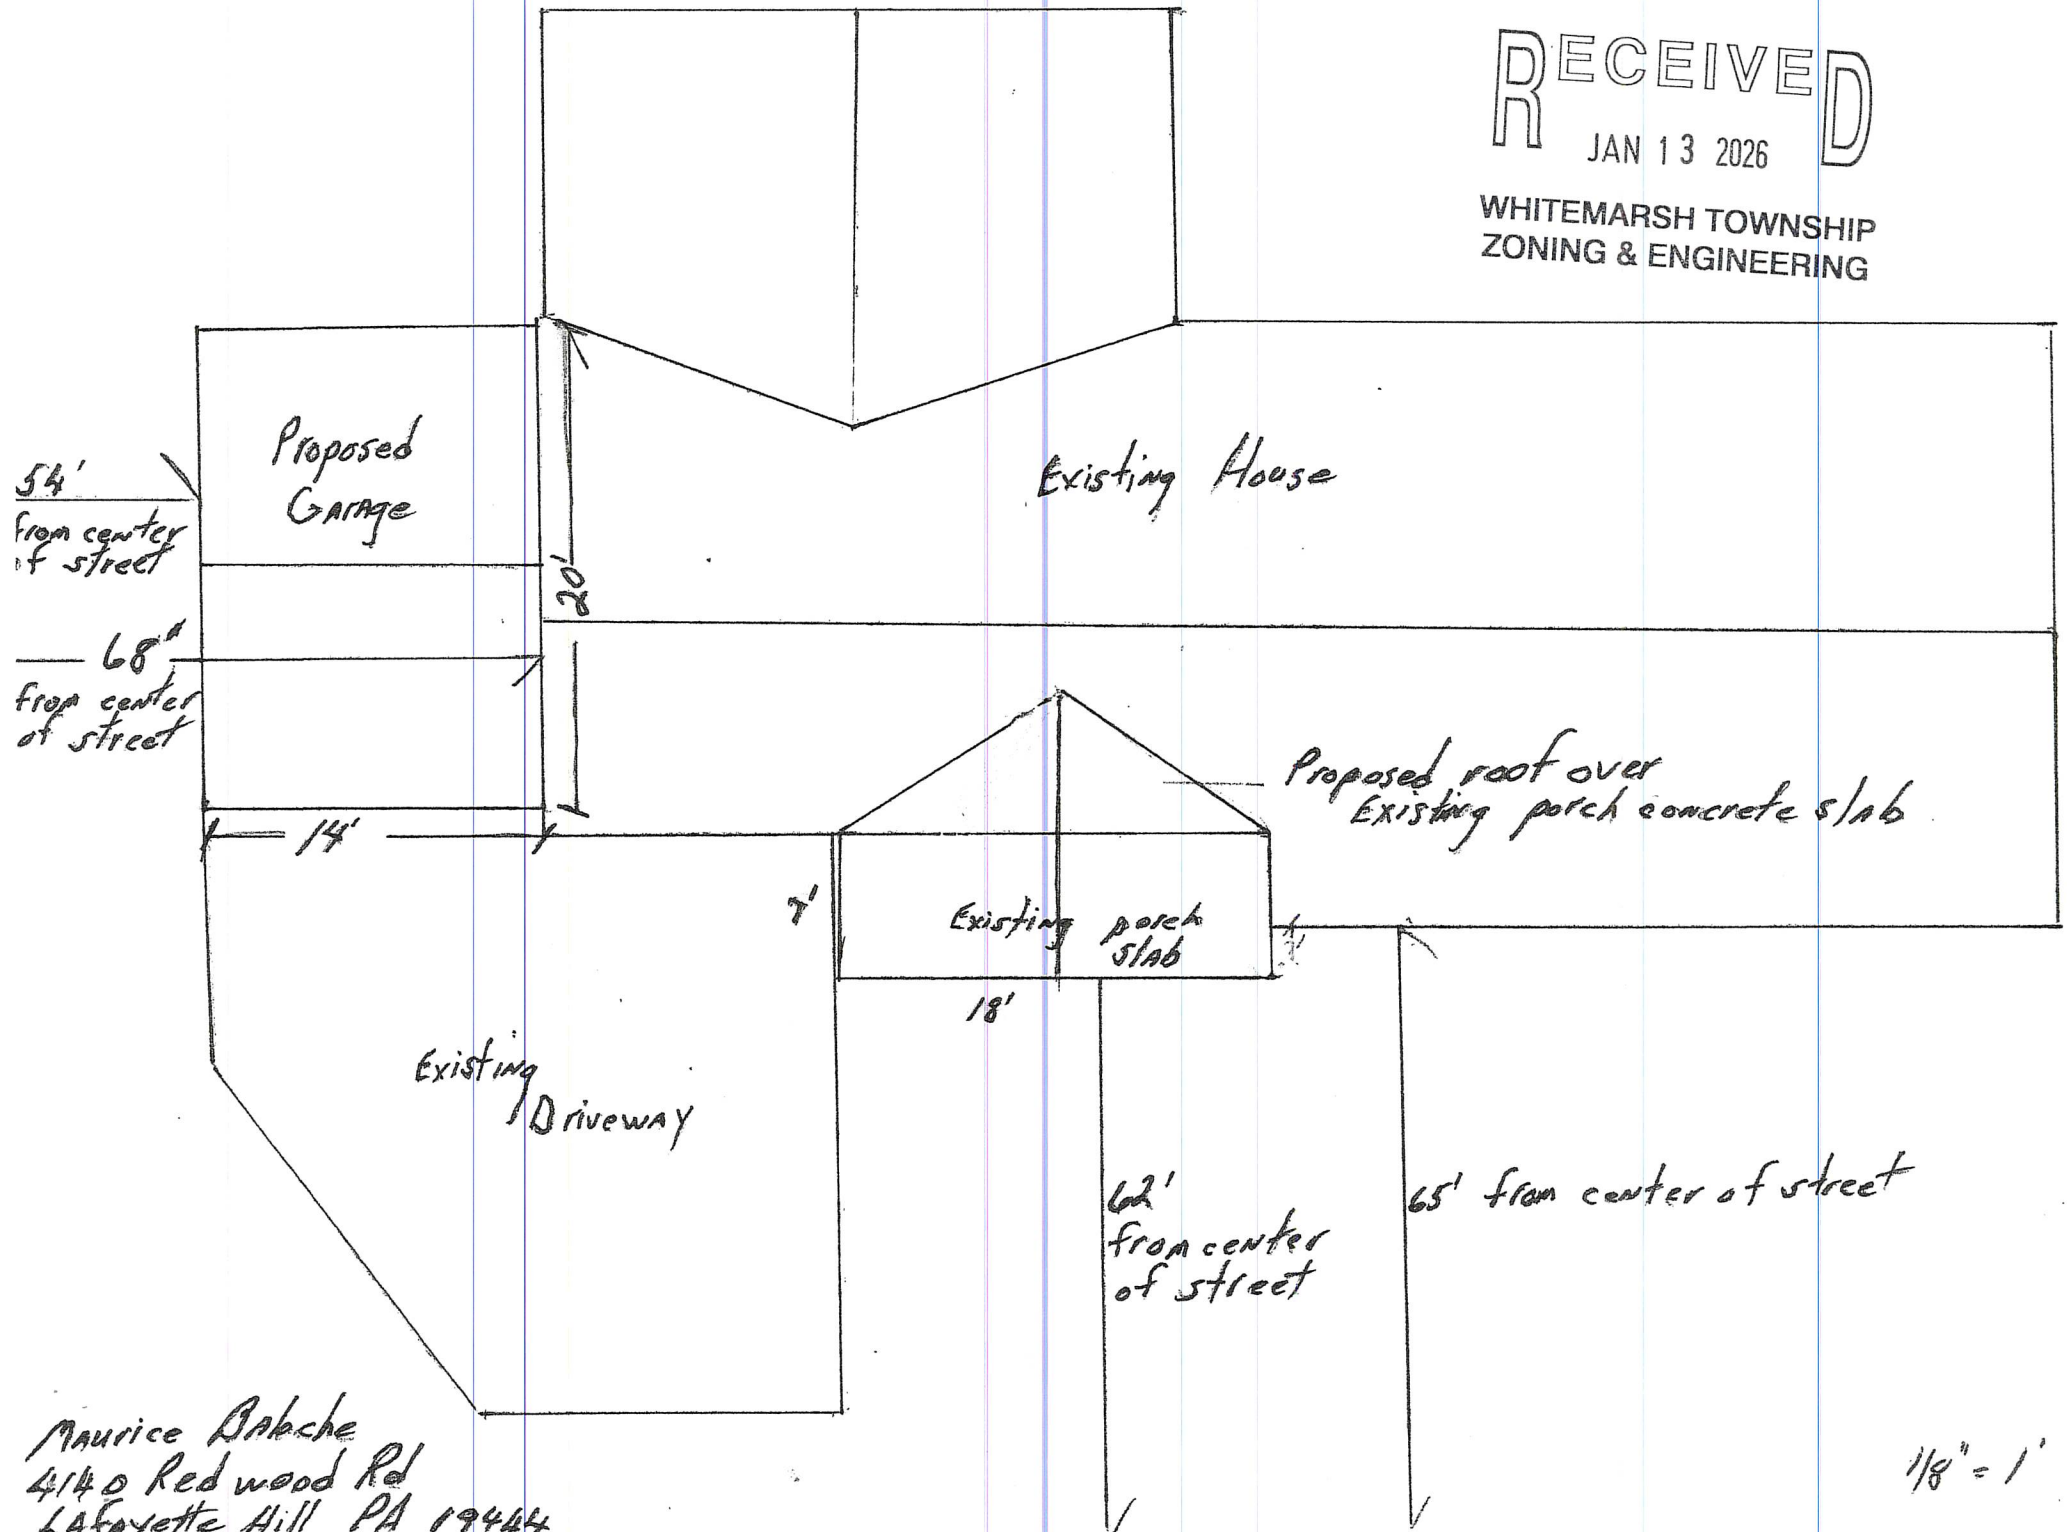 RECEIVED
JAN 13 2026
WHITEMARSH TOWNSHIP
ZONING & ENGINEERING
Proposed
Garage
54'
from center
of street
68"
from center
of street
20'
14'
Existing House
Proposed roof over
Existing porch concrete slab
7'
Existing porch
slab
18'
Existing
Driveway
62'
from center
of street
65' from center of street
Maurice
4140 Redwood Rd
Lafayette Hill PA 19444
1/8" = 1'